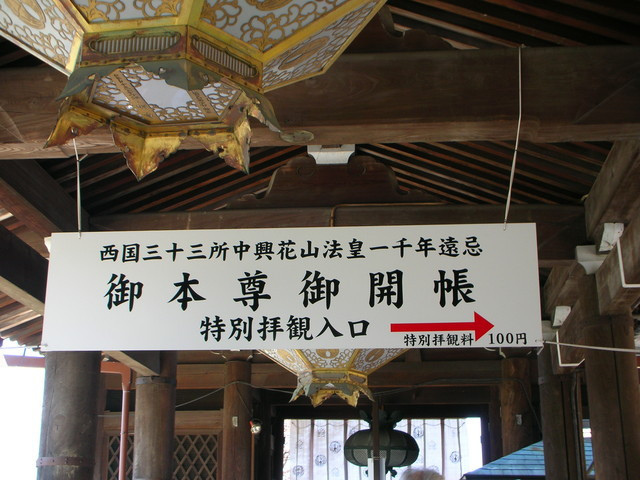 西国三十三所中興花山法皇一千年遠忌
御本尊御開帳
特別拝観入口
特別拝観料 100円